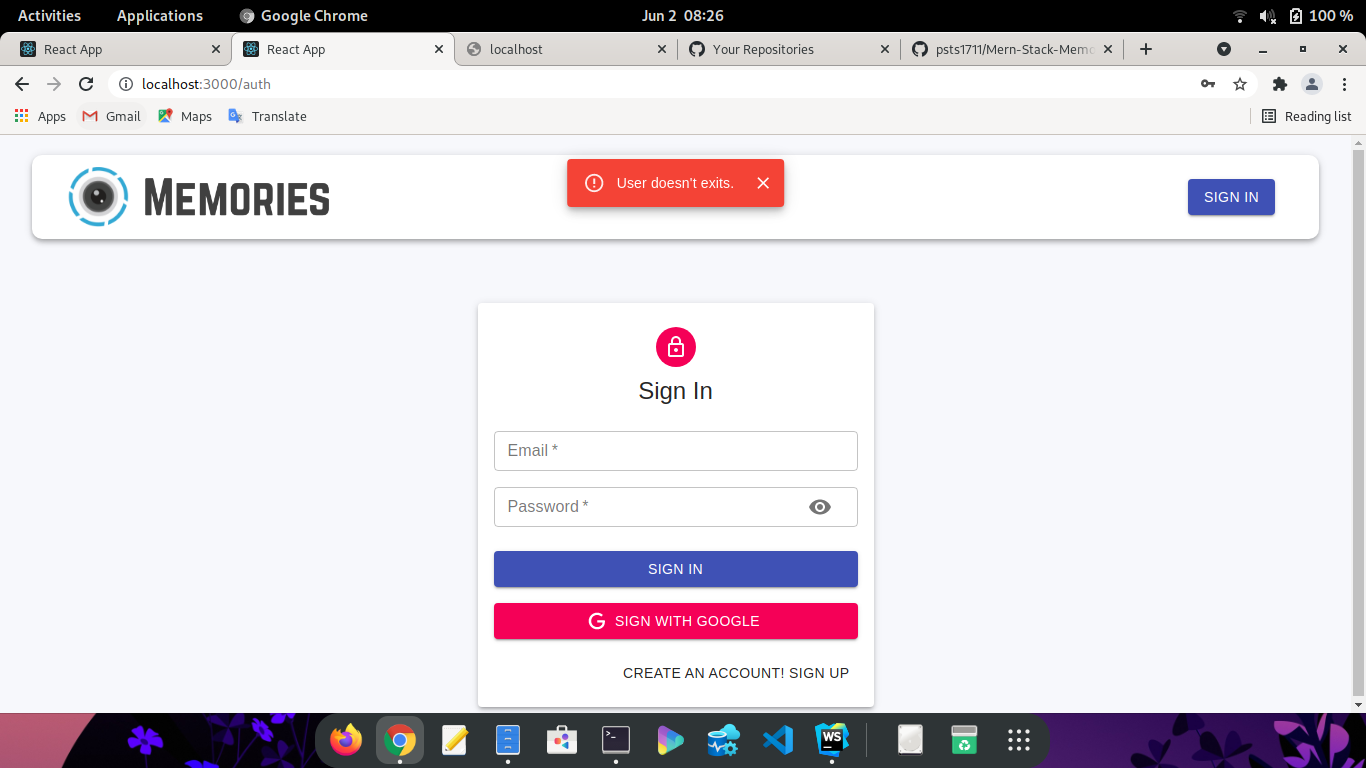 Activities Applications Google Chrome Jun 2 08:26 100 %
React App React App localhost Your Repositories psts1711/Mern-Stack-Memo
localhost:3000/auth
Apps Gmail Maps Translate Reading list
MEMORIES
User doesn't exits.
SIGN IN
Sign In
Email *
Password *
SIGN IN
G SIGN WITH GOOGLE
CREATE AN ACCOUNT! SIGN UP
>_
WS